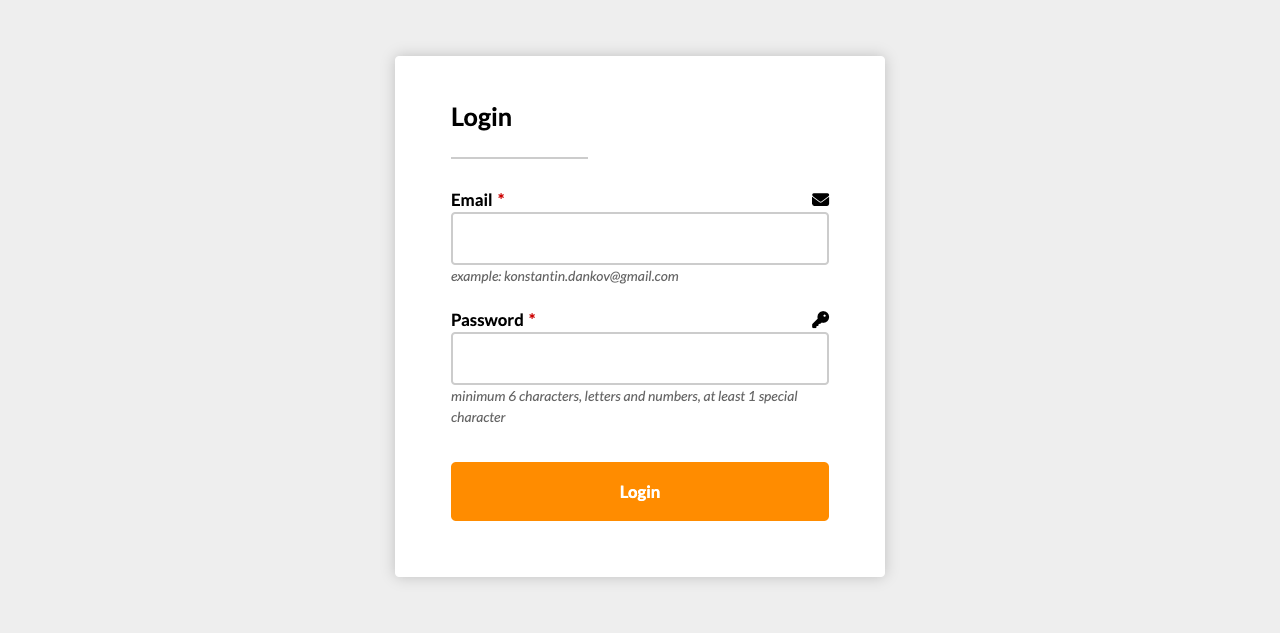 Login
Email *
example: konstantin.dankov@gmail.com
Password *
minimum 6 characters, letters and numbers, at least 1 special
character
Login